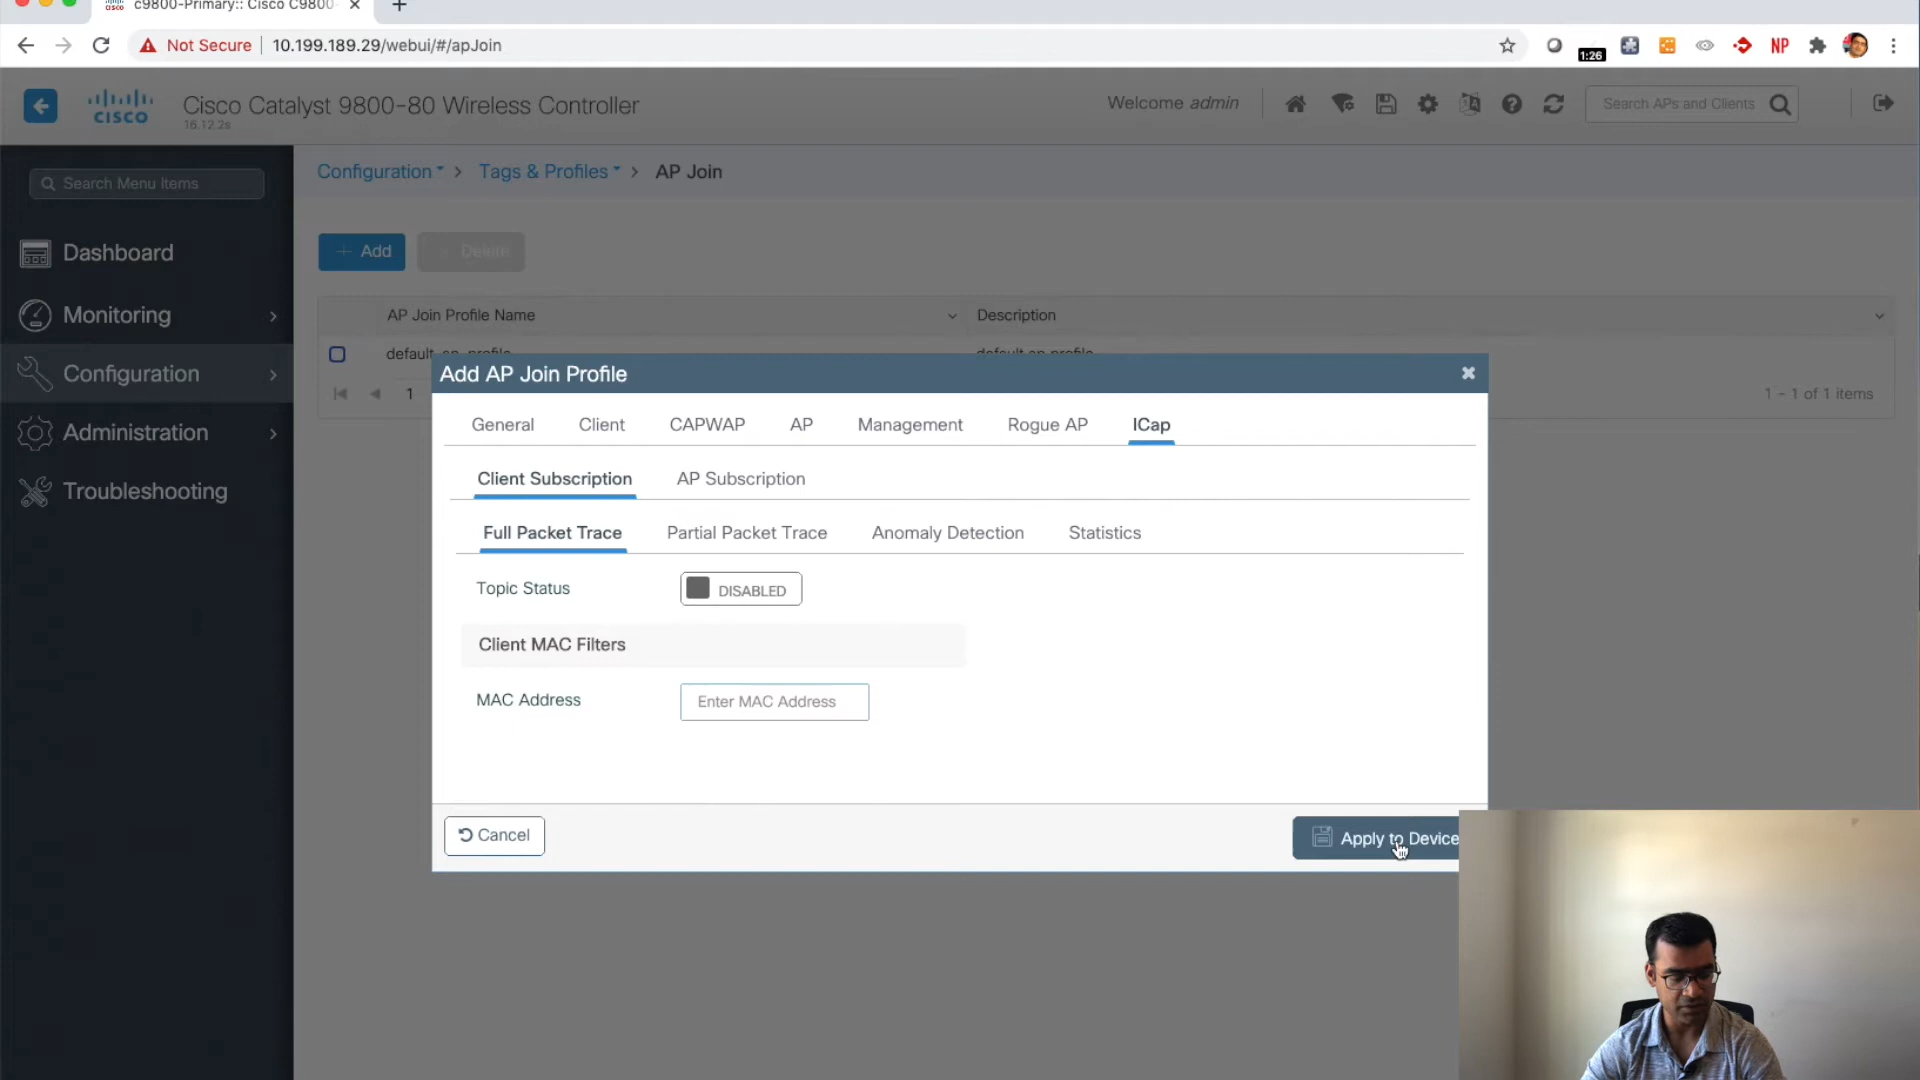 c9800-Primary:: Cisco C9800-
Not Secure
10.199.189.29/webui/#/apJoin
1:26
NP
CISCO
Cisco Catalyst 9800-80 Wireless Controller
16.12.2s
Welcome admin
Search APs and Clients
Search Menu Items
Dashboard
Monitoring
Configuration
Administration
Troubleshooting
Configuration > Tags & Profiles > AP Join
+ Add
× Delete
AP Join Profile Name
Description
default_ap_profile
default ap profile
1
1 - 1 of 1 items
Add AP Join Profile
General Client CAPWAP AP Management Rogue AP ICap
Client Subscription AP Subscription
Full Packet Trace Partial Packet Trace Anomaly Detection Statistics
Topic Status
DISABLED
Client MAC Filters
MAC Address
Enter MAC Address
Cancel
Apply to Device